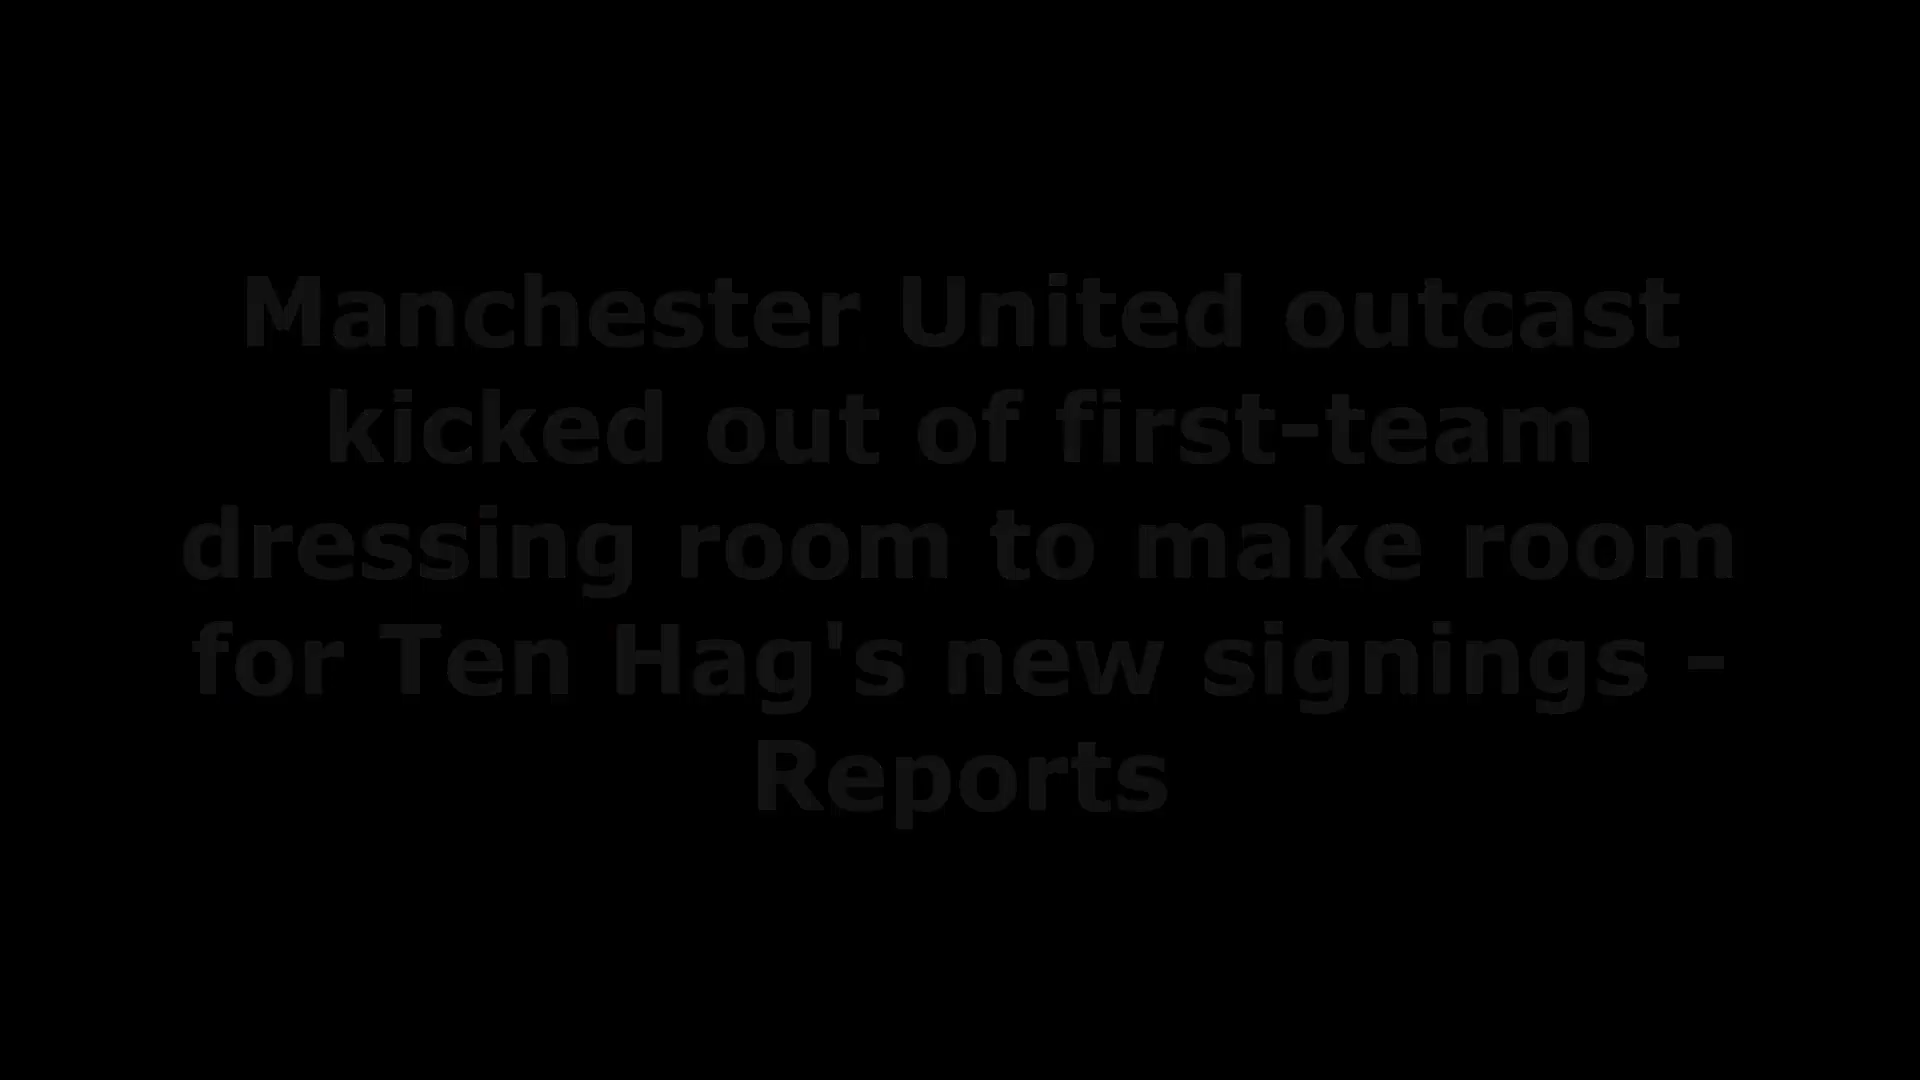 Manchester United outcast
kicked out of first-team
dressing room to make room
for Ten Hag's new signings -
Reports